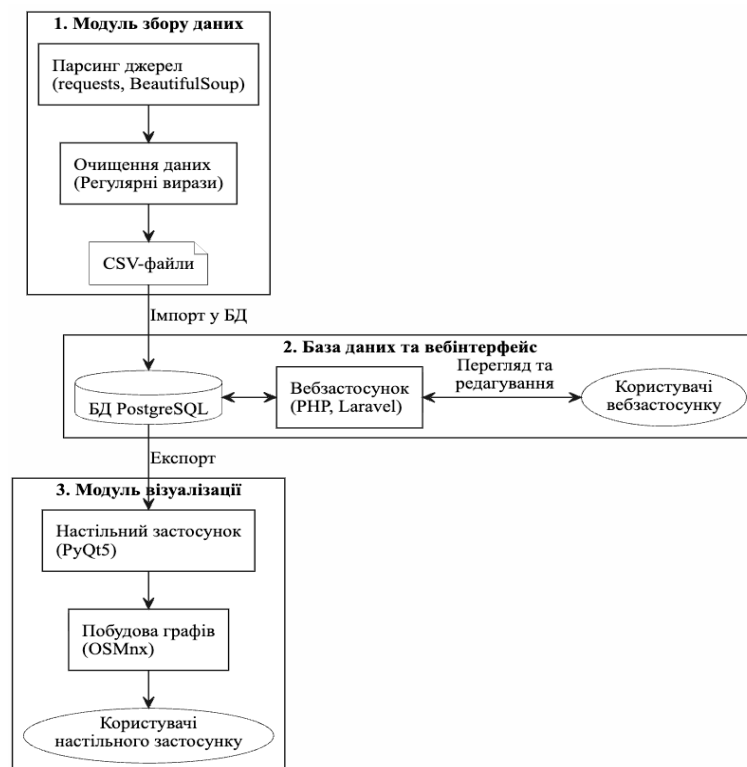 1. Модуль збору даних
Парсинг джерел
(requests, BeautifulSoup)
Очищення даних
(Регулярні вирази)
CSV-файли
Імпорт у БД
2. База даних та вебінтерфейс
БД PostgreSQL
Вебзастосунок
(PHP, Laravel)
Перегляд та
редагування
Користувачі
вебзастосунку
Експорт
3. Модуль візуалізації
Настільний застосунок
(PyQt5)
Побудова графів
(OSMnx)
Користувачі
настільного застосунку